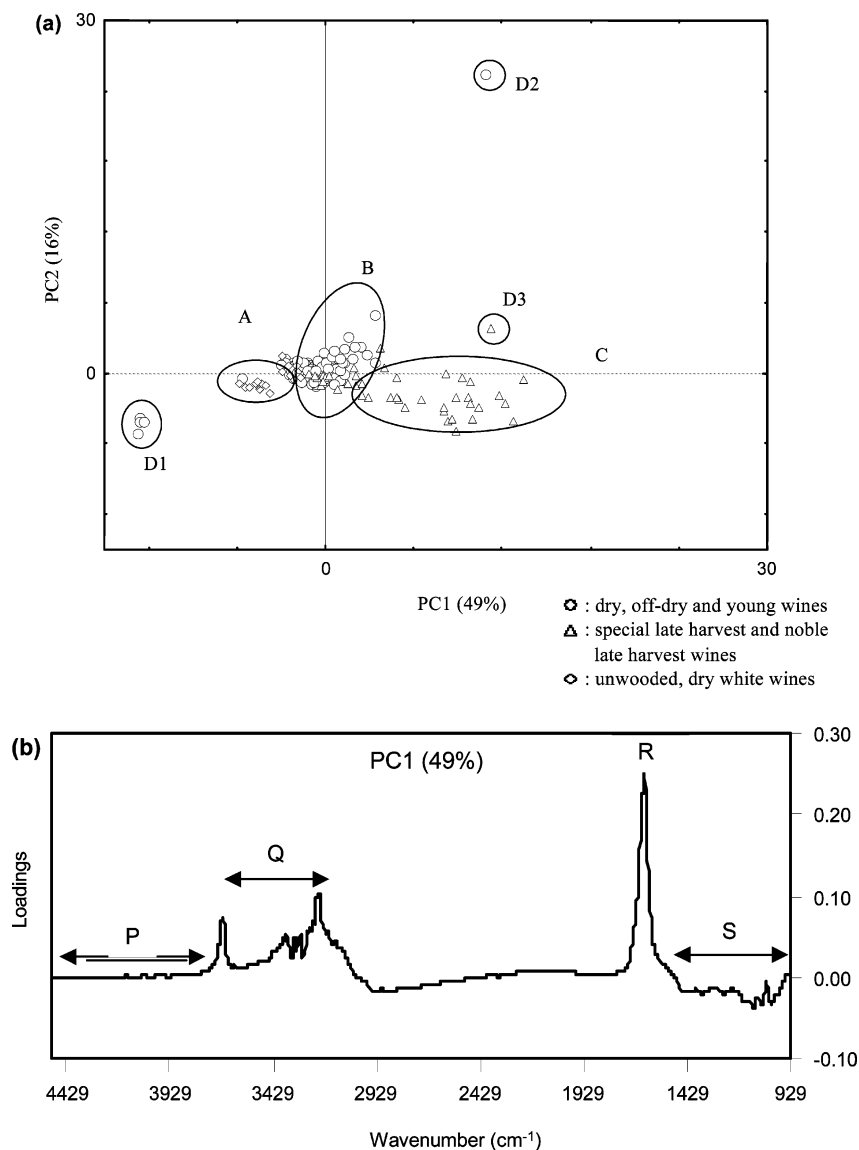 (a)
30
D2
PC2 (16%)
B
D3
A
C
0
D1
0
30
PC1 (49%)
: dry, off-dry and young wines
: special late harvest and noble
late harvest wines
: unwooded, dry white wines
(b)
PC1 (49%)
R
0.30
0.20
Q
Loadings
0.10
P
S
0.00
-0.10
4429 3929 3429 2929 2429 1929 1429 929
Wavenumber (cm-1)